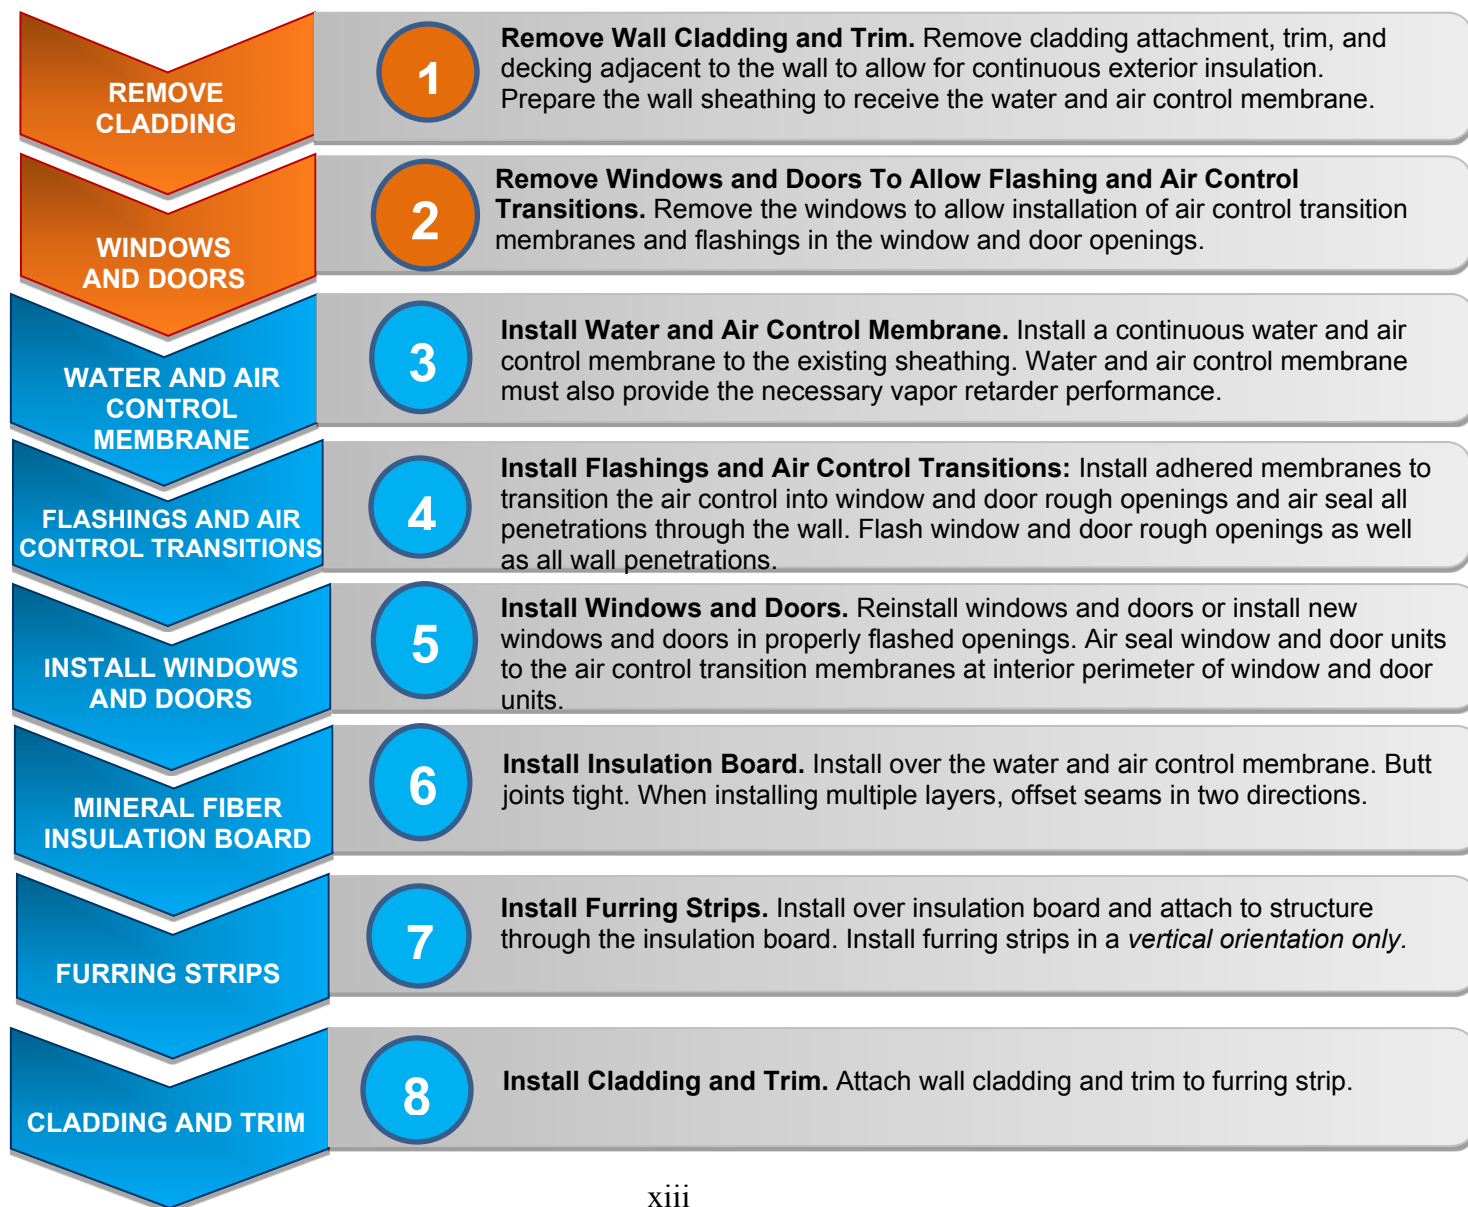 REMOVE
CLADDING
1
Remove Wall Cladding and Trim. Remove cladding attachment, trim, and
decking adjacent to the wall to allow for continuous exterior insulation.
Prepare the wall sheathing to receive the water and air control membrane.
WINDOWS
AND DOORS
2
Remove Windows and Doors To Allow Flashing and Air Control
Transitions. Remove the windows to allow installation of air control transition
membranes and flashings in the window and door openings.
WATER AND AIR
CONTROL
MEMBRANE
3
Install Water and Air Control Membrane. Install a continuous water and air
control membrane to the existing sheathing. Water and air control membrane
must also provide the necessary vapor retarder performance.
FLASHINGS AND AIR
CONTROL TRANSITIONS
4
Install Flashings and Air Control Transitions: Install adhered membranes to
transition the air control into window and door rough openings and air seal all
penetrations through the wall. Flash window and door rough openings as well
as all wall penetrations.
INSTALL WINDOWS
AND DOORS
5
Install Windows and Doors. Reinstall windows and doors or install new
windows and doors in properly flashed openings. Air seal window and door units
to the air control transition membranes at interior perimeter of window and door
units.
MINERAL FIBER
INSULATION BOARD
6
Install Insulation Board. Install over the water and air control membrane. Butt
joints tight. When installing multiple layers, offset seams in two directions.
FURRING STRIPS
7
Install Furring Strips. Install over insulation board and attach to structure
through the insulation board. Install furring strips in a vertical orientation only.
CLADDING AND TRIM
8
Install Cladding and Trim. Attach wall cladding and trim to furring strip.
xiii